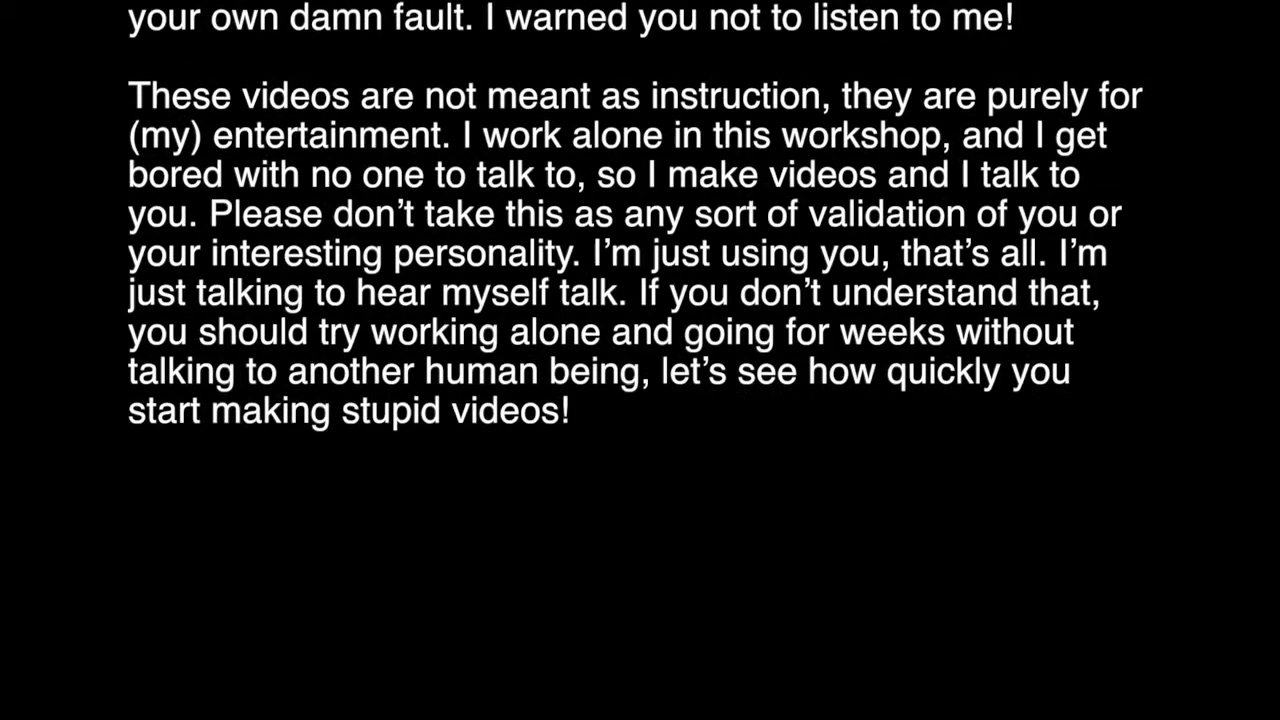 your own damn fault. I warned you not to listen to me!
These videos are not meant as instruction, they are purely for
(my) entertainment. I work alone in this workshop, and I get
bored with no one to talk to, so I make videos and I talk to
you. Please don’t take this as any sort of validation of you or
your interesting personality. I’m just using you, that’s all. I’m
just talking to hear myself talk. If you don’t understand that,
you should try working alone and going for weeks without
talking to another human being, let’s see how quickly you
start making stupid videos!